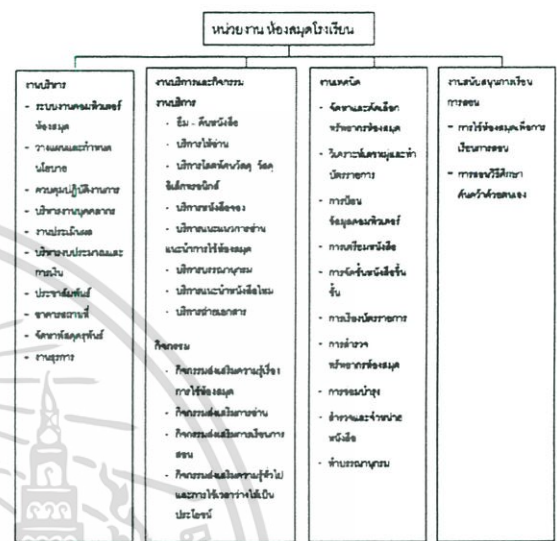 หน่วยงาน ห้องสมุดโรงเรียน
งานบริหาร
- ระบบงานคอมพิวเตอร์
ห้องสมุด
- วางแผนและกำหนด
นโยบาย
- ควบคุมปฏิบัติงานการ
- บริหารงานบุคคลากร
- งานประเมินผล
- บริหารงบประมาณและ
การเงิน
- ประชาสัมพันธ์
- อาคารสถานที่
- จัดหาพัสดุครุภัณฑ์
- งานธุรการ
งานบริการและกิจกรรม
งานบริการ
- ยืม - คืนหนังสือ
- บริการให้อ่าน
- บริการโสตทัศนวัสดุ วัสดุ
อิเล็กทรอนิกส์
- บริการหนังสือจอง
- บริการแนะแนวการอ่าน
แนะนำการใช้ห้องสมุด
- บริการบรรณานุกรม
- บริการแนะนำหนังสือใหม่
- บริการถ่ายเอกสาร
กิจกรรม
- กิจกรรมส่งเสริมความรู้เรื่อง
การใช้ห้องสมุด
- กิจกรรมส่งเสริมการอ่าน
- กิจกรรมส่งเสริมการเรียนการ
สอน
- กิจกรรมส่งเสริมความรู้ทั่วไป
และการใช้เวลาว่างให้เป็น
ประโยชน์
งานเทคนิค
- จัดหาและคัดเลือก
ทรัพยากรห้องสมุด
- วิเคราะห์เลขหมู่และทำ
บัตรรายการ
- การป้อน
ข้อมูลคอมพิวเตอร์
- การเตรียมหนังสือ
- การจัดชั้นหนังสือขึ้น
ชั้น
- การเรียงบัตรรายการ
- การสำรวจ
ทรัพยากรห้องสมุด
- การซ่อมบำรุง
- สำรวจและจำหน่าย
หนังสือ
- ทำบรรณานุกรม
งานสนับสนุนการเรียน
การสอน
- การใช้ห้องสมุดเพื่อการ
เรียนการสอน
- การสอนวิธีศึกษา
ค้นคว้าด้วยตนเอง